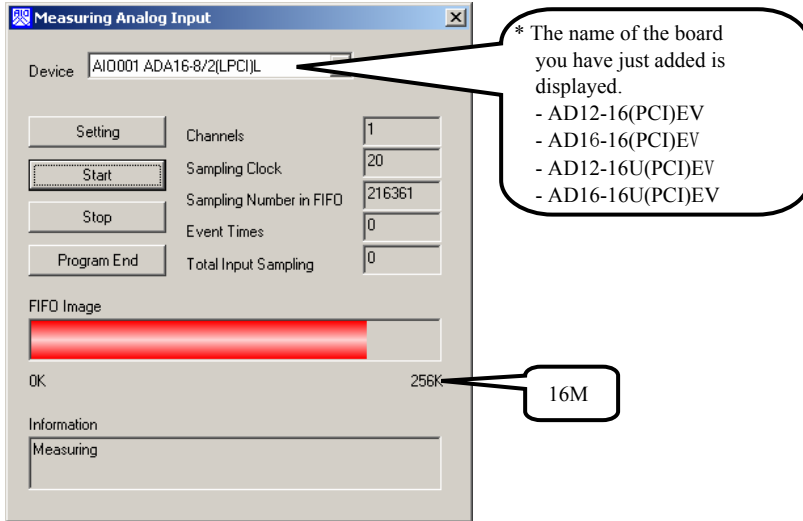 Measuring Analog Input
Device
AIO001 ADA16-8/2(LPCI)L
* The name of the board
you have just added is
displayed.
- AD12-16(PCI)EV
- AD16-16(PCI)EV
- AD12-16U(PCI)EV
- AD16-16U(PCI)EV
Setting
Start
Stop
Program End
Channels
1
Sampling Clock
20
Sampling Number in FIFO
216361
Event Times
0
Total Input Sampling
0
FIFO Image
0K
256K
16M
Information
Measuring